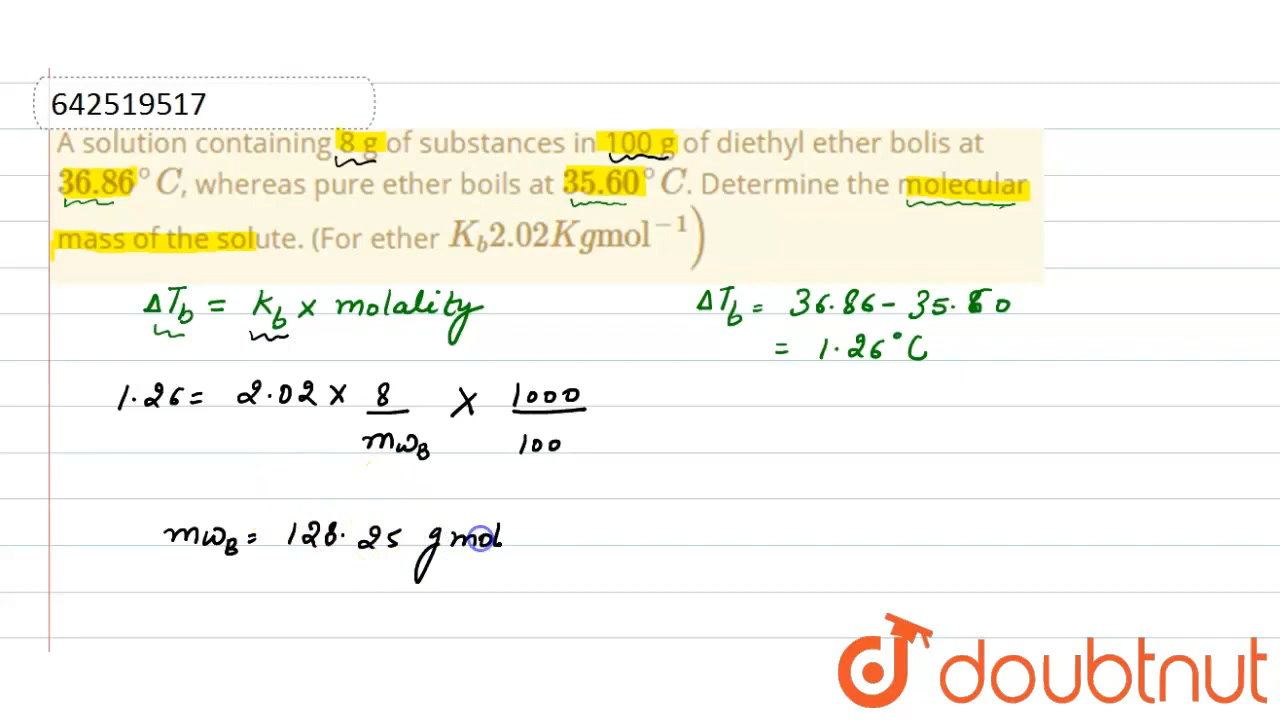 642519517
A solution containing 8 g of substances in 100 g of diethyl ether bolis at
36.86° C, whereas pure ether boils at 35.60° C. Determine the molecular
mass of the solute. (For ether K_b 2.02 K g mol⁻¹)
ΔT_b = K_b × molality
ΔT_b = 36.86 - 35.60
= 1.26°C
1.26 = 2.02 × 8/mw_B × 1000/100
mw_B = 128.25 g mol
doubtnut